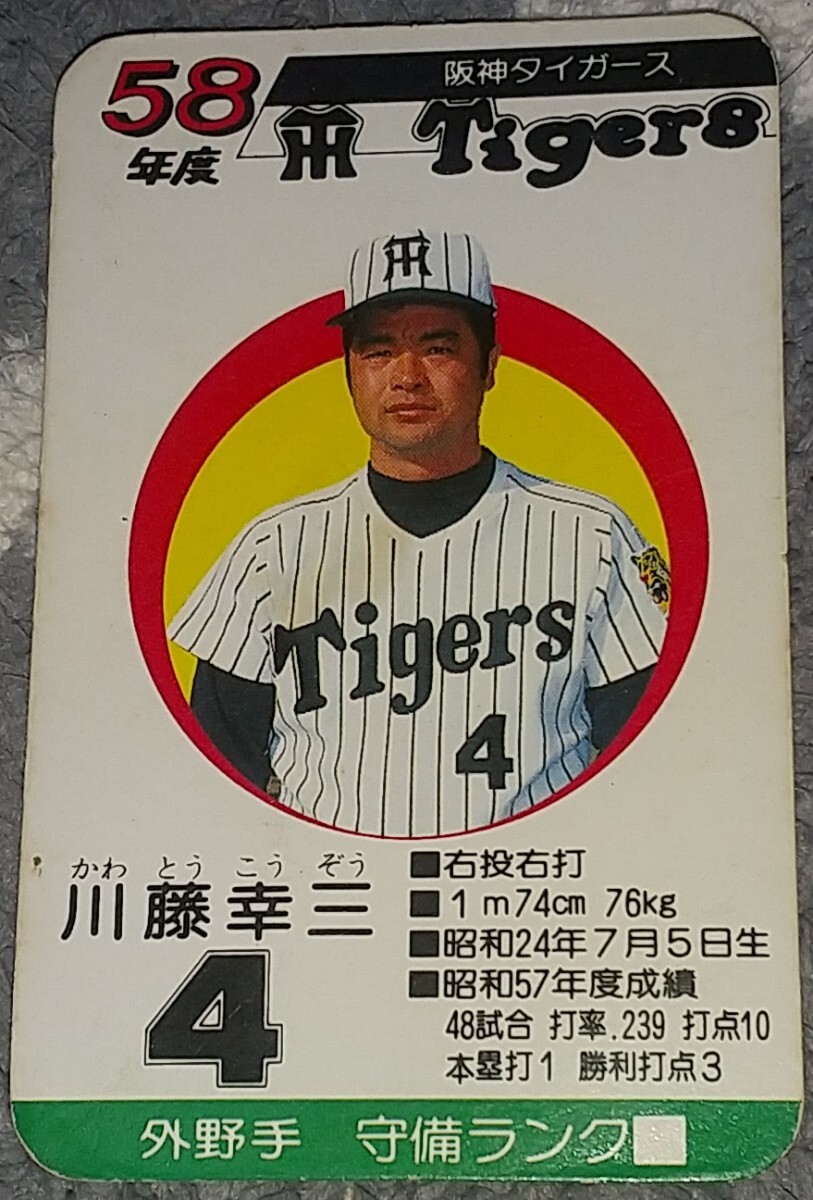 58
年度
阪神タイガース
TH Tigers
TH
Tigers
4
かわ とう こう ぞう
川藤幸三
4
■右投右打
■1m74cm 76kg
■昭和24年7月5日生
■昭和57年度成績
48試合 打率.239 打点10
本塁打1 勝利打点3
外野手 守備ランク